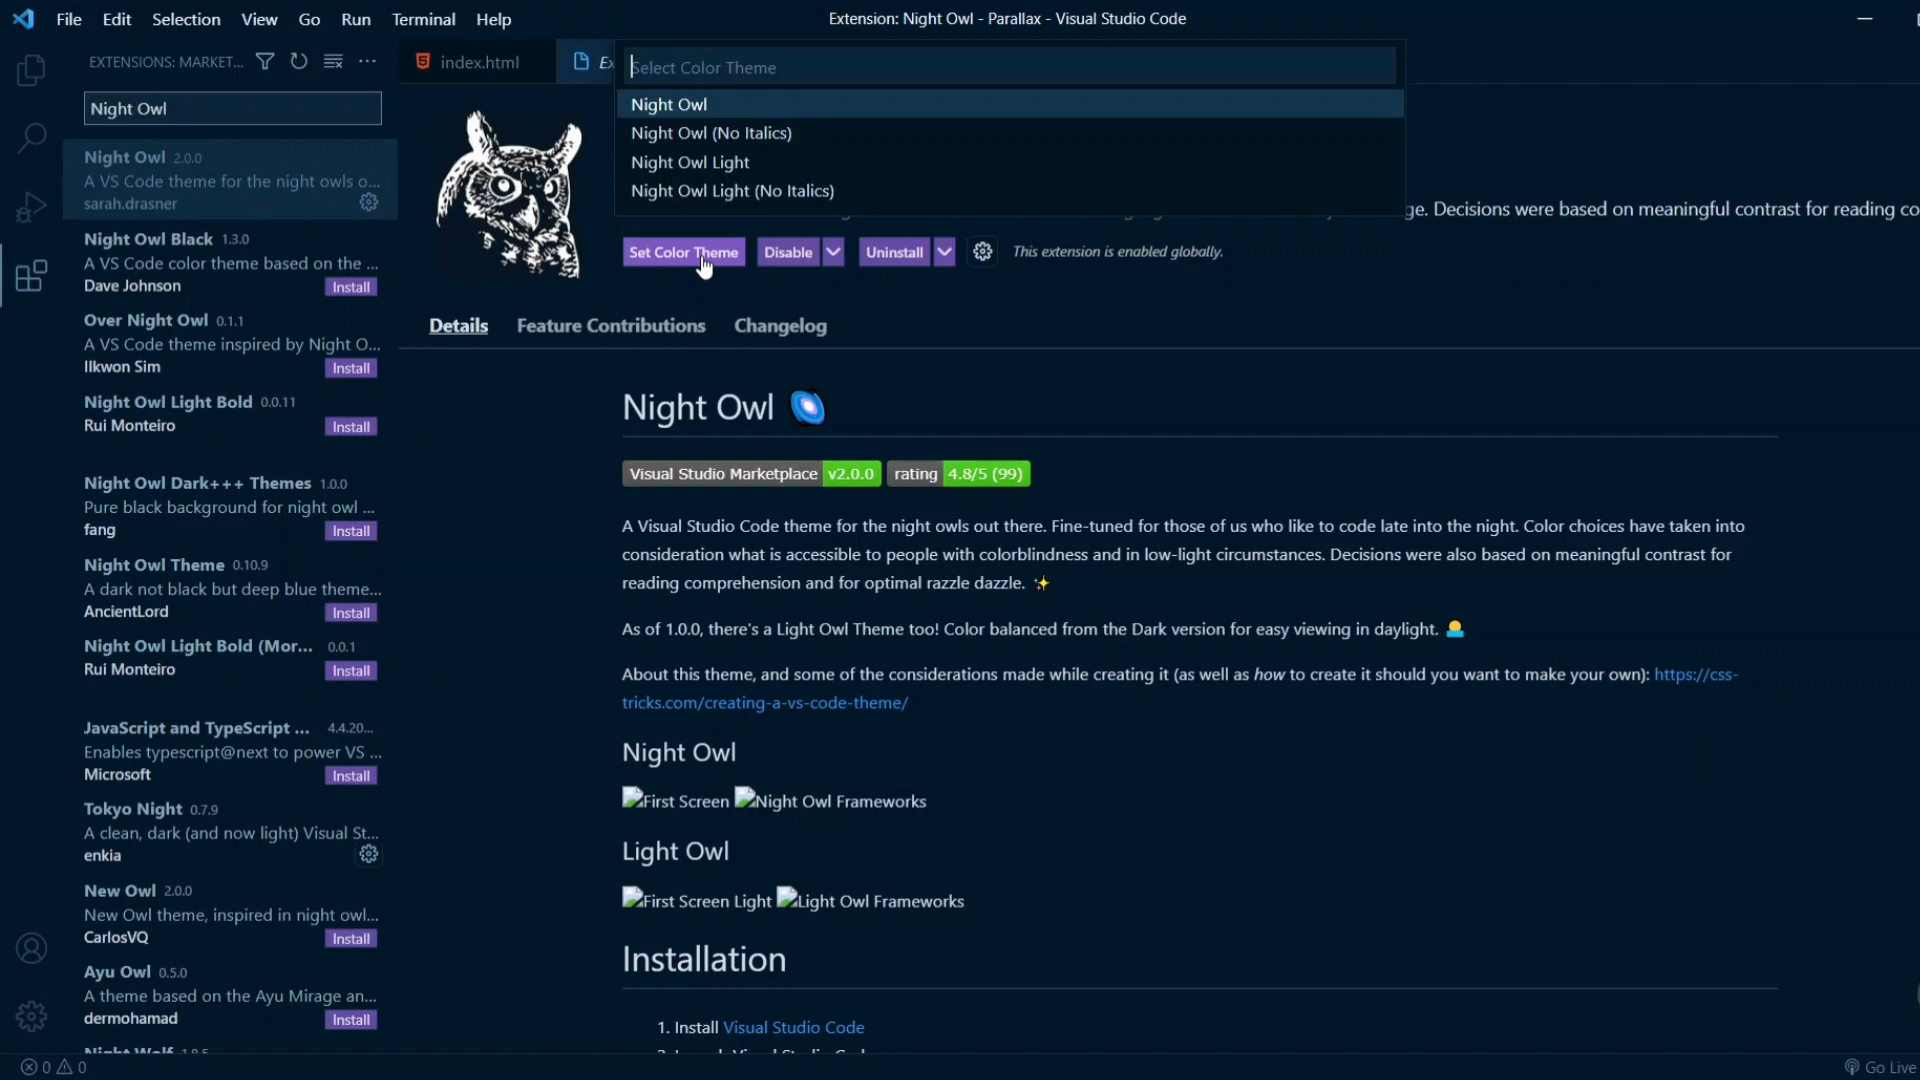 File Edit Selection View Go Run Terminal Help
Extension: Night Owl - Parallax - Visual Studio Code
EXTENSIONS: MARKET...
Night Owl
Night Owl 2.0.0
A VS Code theme for the night owls o...
sarah.drasner
Night Owl Black 1.3.0
A VS Code color theme based on the ...
Dave Johnson Install
Over Night Owl 0.1.1
A VS Code theme inspired by Night O...
Ilkwon Sim Install
Night Owl Light Bold 0.0.11
Rui Monteiro Install
Night Owl Dark+++ Themes 1.0.0
Pure black background for night owl ...
fang Install
Night Owl Theme 0.10.9
A dark not black but deep blue theme...
AncientLord Install
Night Owl Light Bold (Mor... 0.0.1
Rui Monteiro Install
JavaScript and TypeScript ... 4.4.20...
Enables typescript@next to power VS ...
Microsoft Install
Tokyo Night 0.7.9
A clean, dark (and now light) Visual St...
enkia
New Owl 2.0.0
New Owl theme, inspired in night owl...
CarlosVQ Install
Ayu Owl 0.5.0
A theme based on the Ayu Mirage an...
dermohamad Install
index.html
Ex
Select Color Theme
Night Owl
Night Owl (No Italics)
Night Owl Light
Night Owl Light (No Italics)
ge. Decisions were based on meaningful contrast for reading co
Set Color Theme Disable Uninstall This extension is enabled globally.
Details Feature Contributions Changelog
Night Owl
Visual Studio Marketplace v2.0.0 rating 4.8/5 (99)
A Visual Studio Code theme for the night owls out there. Fine-tuned for those of us who like to code late into the night. Color choices have taken into
consideration what is accessible to people with colorblindness and in low-light circumstances. Decisions were also based on meaningful contrast for
reading comprehension and for optimal razzle dazzle. ✨
As of 1.0.0, there's a Light Owl Theme too! Color balanced from the Dark version for easy viewing in daylight.
About this theme, and some of the considerations made while creating it (as well as how to create it should you want to make your own): https://css-
tricks.com/creating-a-vs-code-theme/
Night Owl
First Screen Night Owl Frameworks
Light Owl
First Screen Light Light Owl Frameworks
Installation
1. Install Visual Studio Code
0 0
Go Live